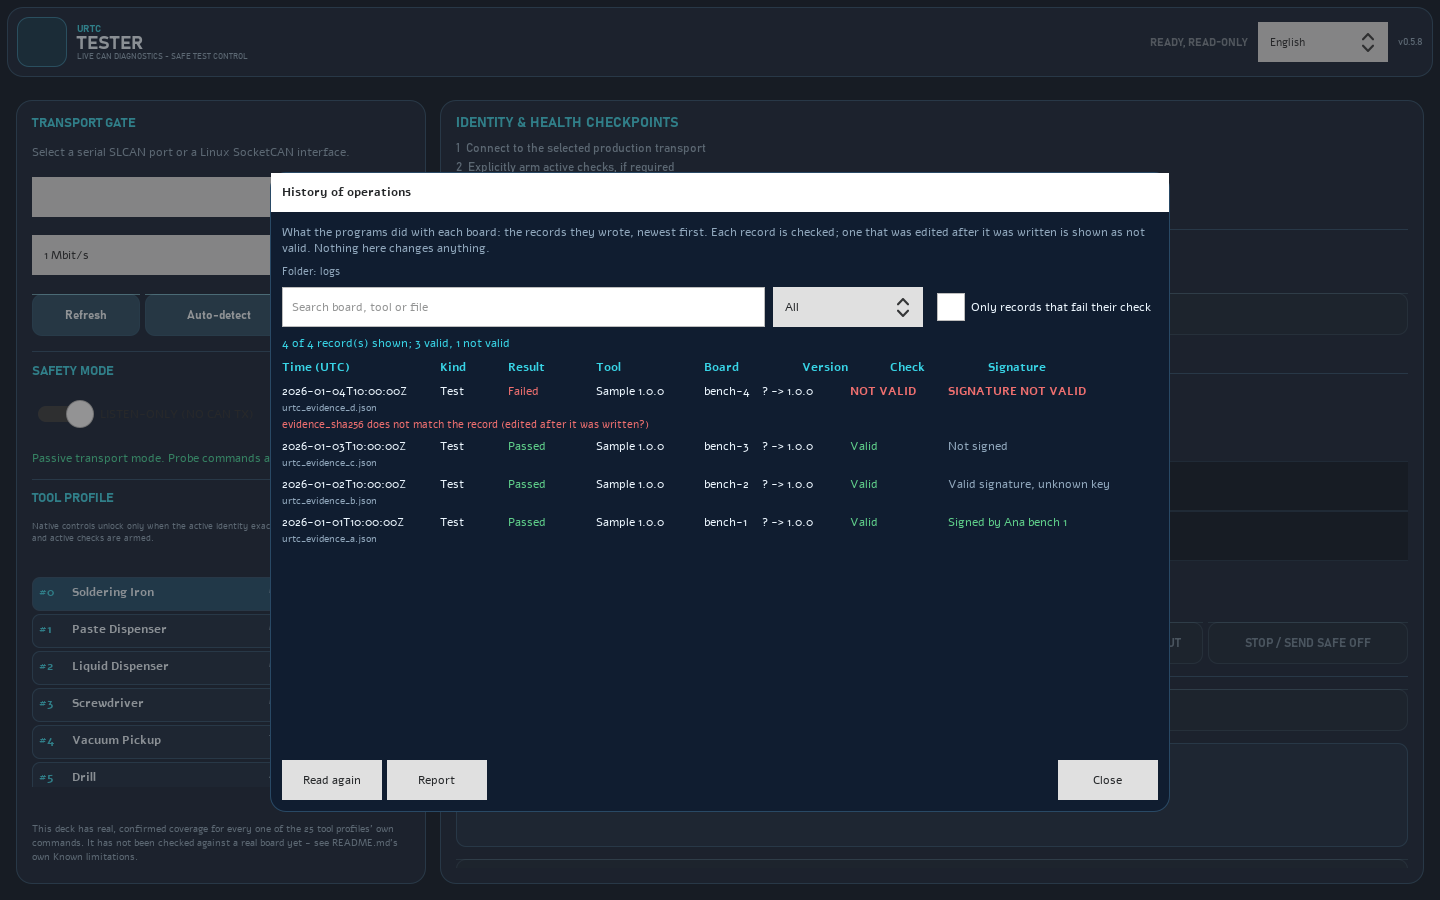 URTC
TESTER
LIVE CAN DIAGNOSTICS - SAFE TEST CONTROL
READY, READ-ONLY
English
v0.5.8
TRANSPORT GATE
Select a serial SLCAN port or a Linux SocketCAN interface.
1 Mbit/s
Refresh
Auto-detect
SAFETY MODE
LISTEN-ONLY (NO CAN TX)
Passive transport mode. Probe commands a
TOOL PROFILE
Native controls unlock only when the active identity exac
and active checks are armed.
#0 Soldering Iron
#1 Paste Dispenser
#2 Liquid Dispenser
#3 Screwdriver
#4 Vacuum Pickup
#5 Drill
This deck has real, confirmed coverage for every one of the 25 tool profiles' own
commands. It has not been checked against a real board yet - see README.md's
own Known limitations.
IDENTITY & HEALTH CHECKPOINTS
1 Connect to the selected production transport
2 Explicitly arm active checks, if required
UT
STOP / SEND SAFE OFF
History of operations
What the programs did with each board: the records they wrote, newest first. Each record is checked; one that was edited after it was written is shown as not
valid. Nothing here changes anything.
Folder: logs
Search board, tool or file
All
Only records that fail their check
4 of 4 record(s) shown; 3 valid, 1 not valid
Time (UTC) Kind Result Tool Board Version Check Signature
2026-01-04T10:00:00Z Test Failed Sample 1.0.0 bench-4 ? -> 1.0.0 NOT VALID SIGNATURE NOT VALID
urtc_evidence_d.json
evidence_sha256 does not match the record (edited after it was written?)
2026-01-03T10:00:00Z Test Passed Sample 1.0.0 bench-3 ? -> 1.0.0 Valid Not signed
urtc_evidence_c.json
2026-01-02T10:00:00Z Test Passed Sample 1.0.0 bench-2 ? -> 1.0.0 Valid Valid signature, unknown key
urtc_evidence_b.json
2026-01-01T10:00:00Z Test Passed Sample 1.0.0 bench-1 ? -> 1.0.0 Valid Signed by Ana bench 1
urtc_evidence_a.json
Read again
Report
Close